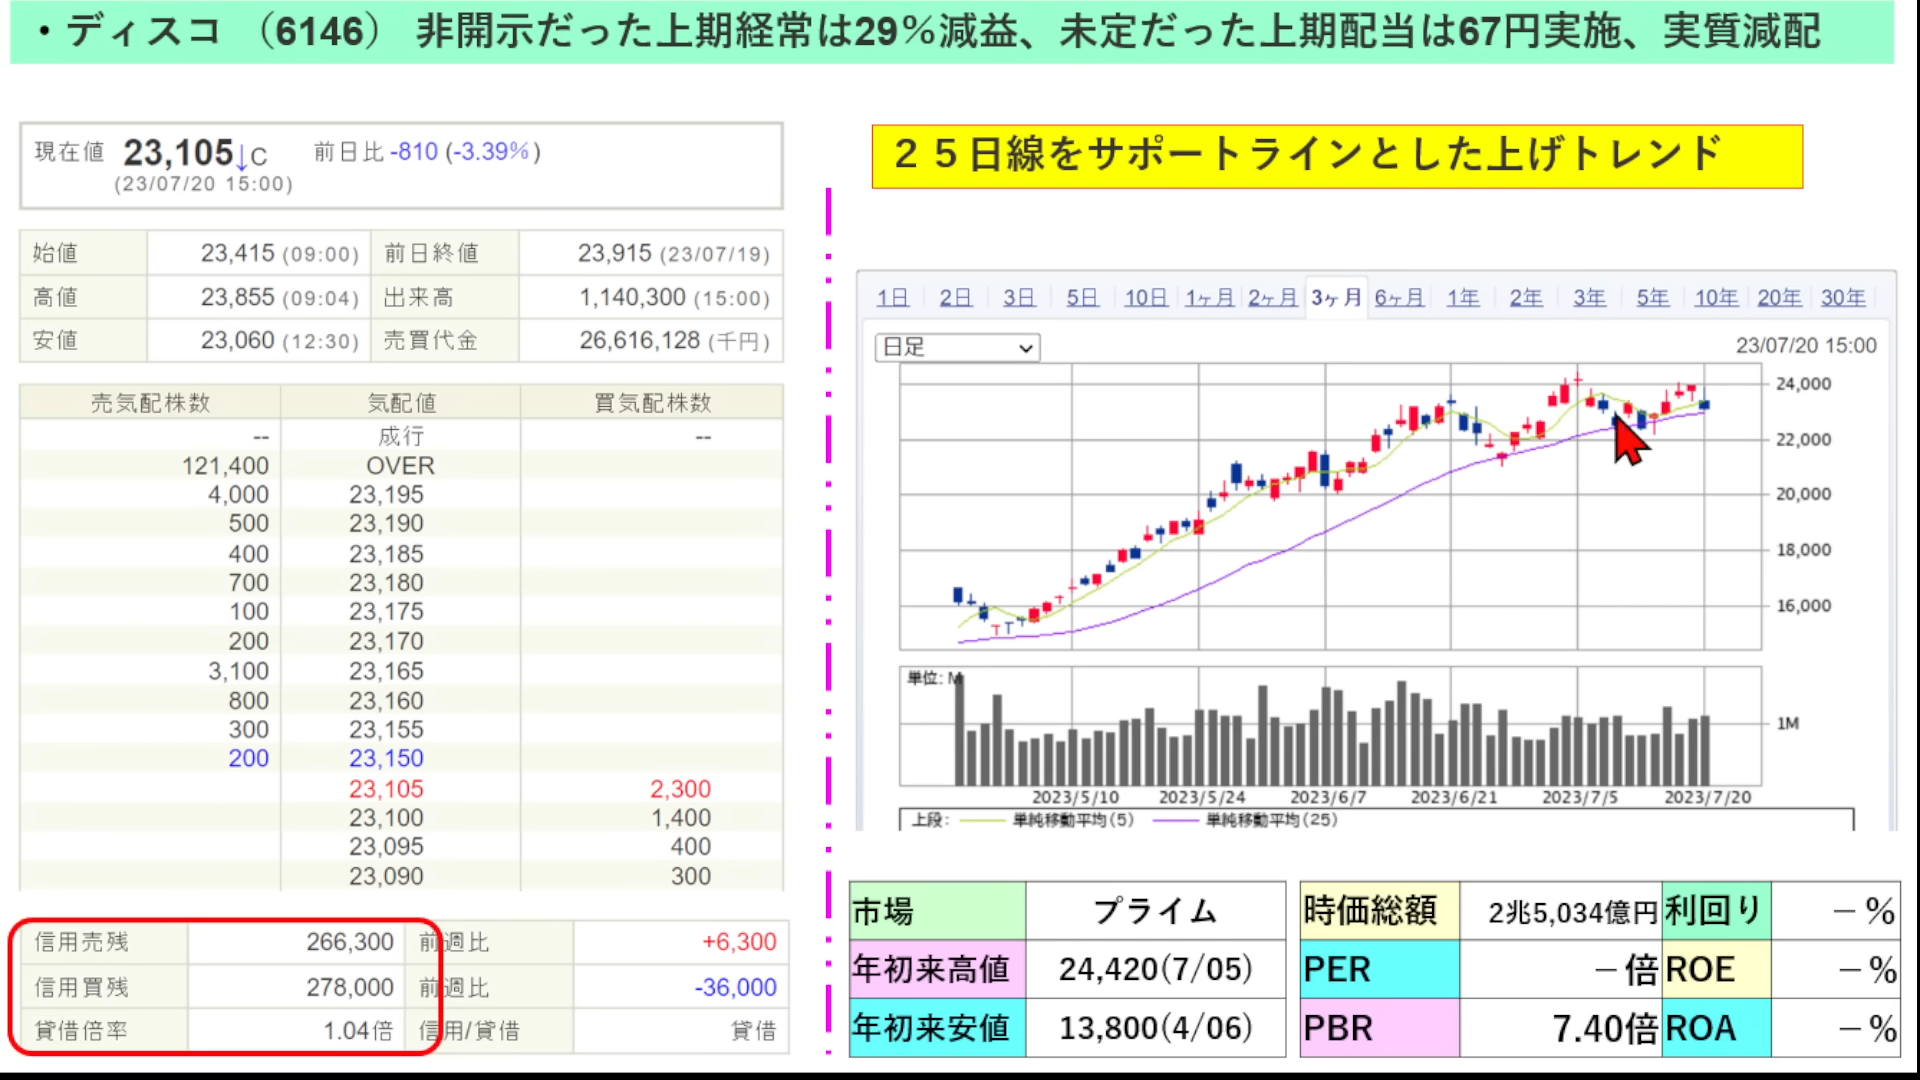 ・ディスコ （6146） 非開示だった上期経常は29%減益、未定だった上期配当は67円実施、実質減配
現在値 23,105↓C 前日比 -810 (-3.39%)
(23/07/20 15:00)
始値 23,415 (09:00) 前日終値 23,915 (23/07/19)
高値 23,855 (09:04) 出来高 1,140,300 (15:00)
安値 23,060 (12:30) 売買代金 26,616,128 (千円)
売気配株数 気配値 買気配株数
-- 成行 --
121,400 OVER
4,000 23,195
500 23,190
400 23,185
700 23,180
100 23,175
200 23,170
3,100 23,165
800 23,160
300 23,155
200 23,150
23,105 2,300
23,100 1,400
23,095 400
23,090 300
信用売残 266,300 前週比 +6,300
信用買残 278,000 前週比 -36,000
貸借倍率 1.04倍 信用/貸借 貸借
２５日線をサポートラインとした上げトレンド
1日 2日 3日 5日 10日 1ヶ月 2ヶ月 3ヶ月 6ヶ月 1年 2年 3年 5年 10年 20年 30年
日足 23/07/20 15:00
24,000
22,000
20,000
18,000
16,000
単位: M
1M
2023/5/10 2023/5/24 2023/6/7 2023/6/21 2023/7/5 2023/7/20
上段: 単純移動平均(5) 単純移動平均(25)
市場 プライム 時価総額 2兆5,034億円 利回り －%
年初来高値 24,420(7/05) PER －倍 ROE －%
年初来安値 13,800(4/06) PBR 7.40倍 ROA －%